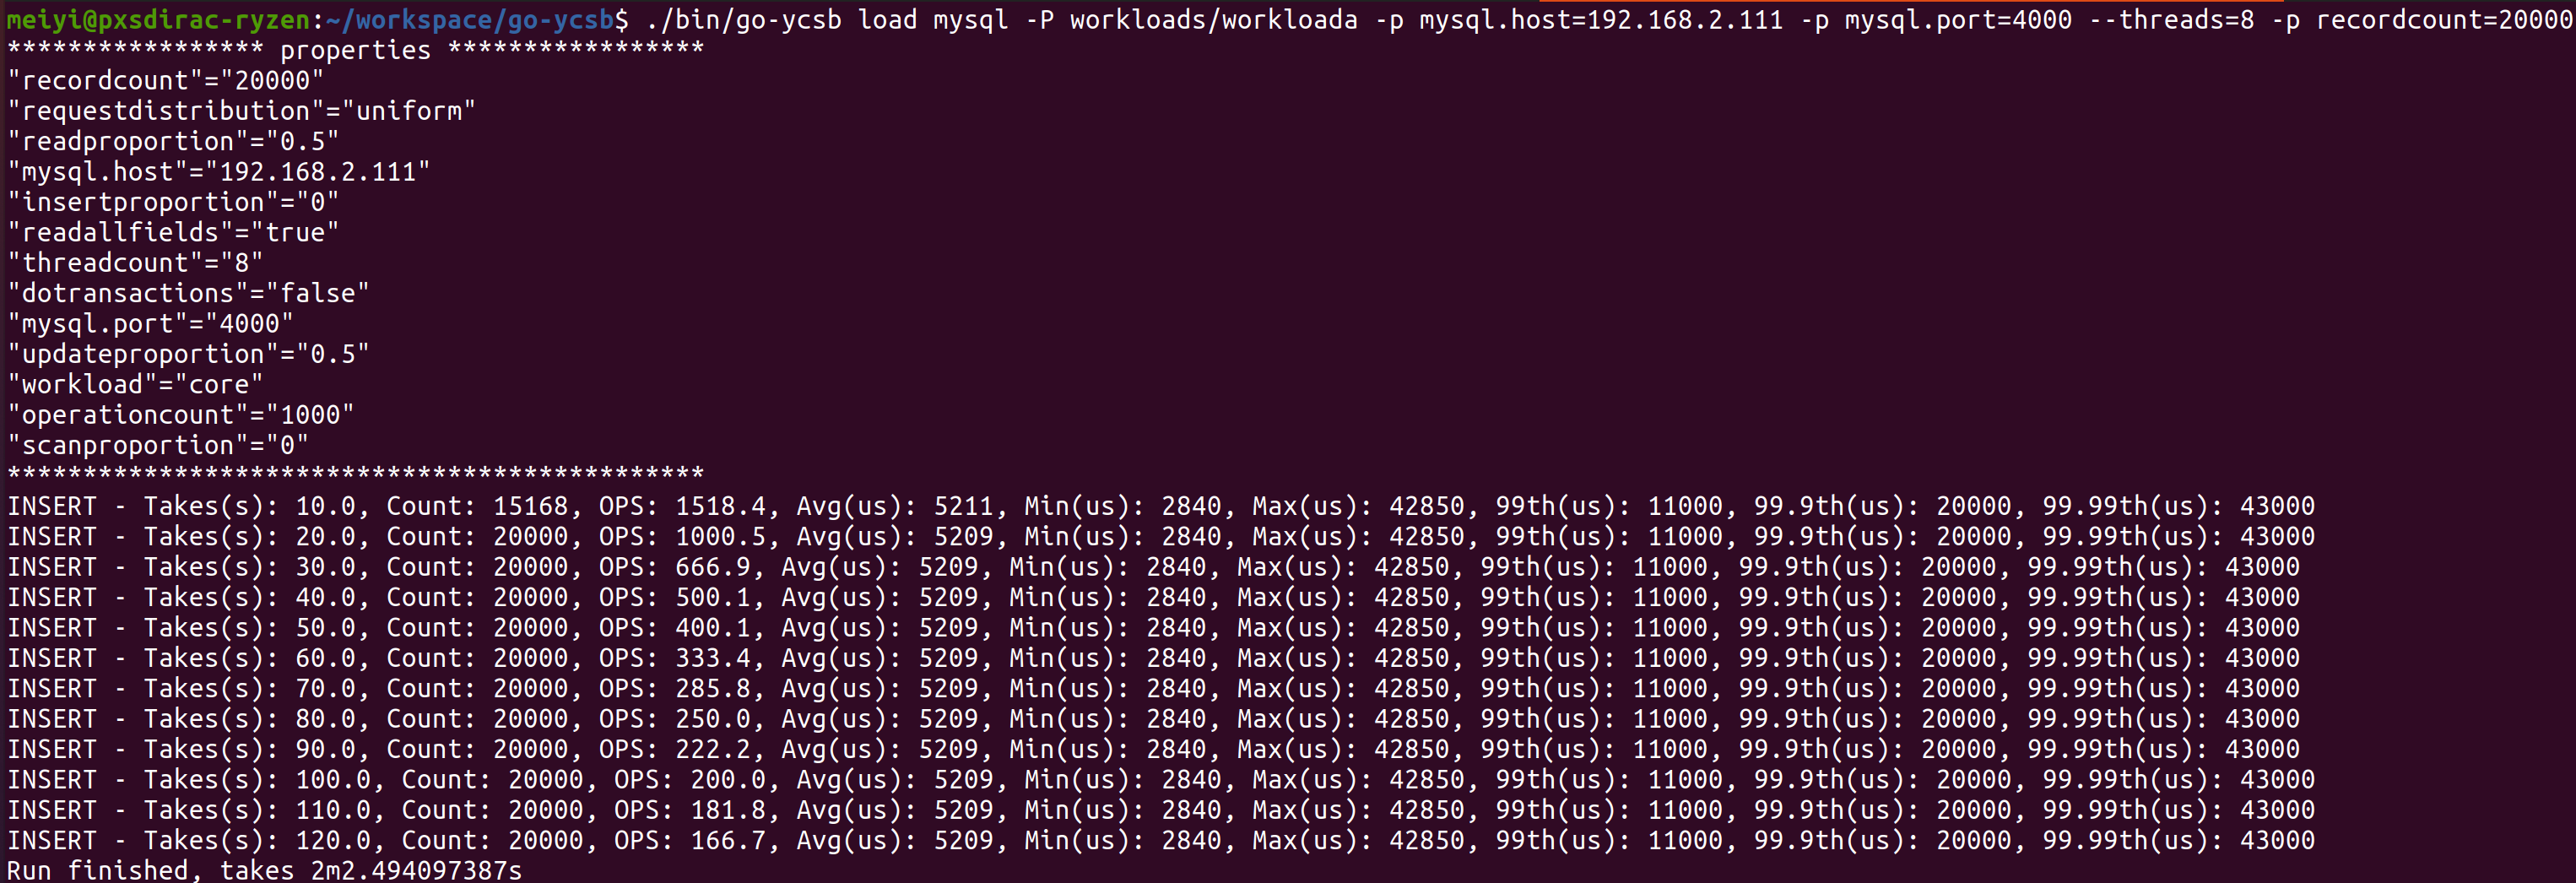 meiyi@pxsdirac-ryzen:~/workspace/go-ycsb$ ./bin/go-ycsb load mysql -P workloads/workloada -p mysql.host=192.168.2.111 -p mysql.port=4000 --threads=8 -p recordcount=20000
***************** properties *****************
"recordcount"="20000"
"requestdistribution"="uniform"
"readproportion"="0.5"
"mysql.host"="192.168.2.111"
"insertproportion"="0"
"readallfields"="true"
"threadcount"="8"
"dotransactions"="false"
"mysql.port"="4000"
"updateproportion"="0.5"
"workload"="core"
"operationcount"="1000"
"scanproportion"="0"
**********************************************
INSERT - Takes(s): 10.0, Count: 15168, OPS: 1518.4, Avg(us): 5211, Min(us): 2840, Max(us): 42850, 99th(us): 11000, 99.9th(us): 20000, 99.99th(us): 43000
INSERT - Takes(s): 20.0, Count: 20000, OPS: 1000.5, Avg(us): 5209, Min(us): 2840, Max(us): 42850, 99th(us): 11000, 99.9th(us): 20000, 99.99th(us): 43000
INSERT - Takes(s): 30.0, Count: 20000, OPS: 666.9, Avg(us): 5209, Min(us): 2840, Max(us): 42850, 99th(us): 11000, 99.9th(us): 20000, 99.99th(us): 43000
INSERT - Takes(s): 40.0, Count: 20000, OPS: 500.1, Avg(us): 5209, Min(us): 2840, Max(us): 42850, 99th(us): 11000, 99.9th(us): 20000, 99.99th(us): 43000
INSERT - Takes(s): 50.0, Count: 20000, OPS: 400.1, Avg(us): 5209, Min(us): 2840, Max(us): 42850, 99th(us): 11000, 99.9th(us): 20000, 99.99th(us): 43000
INSERT - Takes(s): 60.0, Count: 20000, OPS: 333.4, Avg(us): 5209, Min(us): 2840, Max(us): 42850, 99th(us): 11000, 99.9th(us): 20000, 99.99th(us): 43000
INSERT - Takes(s): 70.0, Count: 20000, OPS: 285.8, Avg(us): 5209, Min(us): 2840, Max(us): 42850, 99th(us): 11000, 99.9th(us): 20000, 99.99th(us): 43000
INSERT - Takes(s): 80.0, Count: 20000, OPS: 250.0, Avg(us): 5209, Min(us): 2840, Max(us): 42850, 99th(us): 11000, 99.9th(us): 20000, 99.99th(us): 43000
INSERT - Takes(s): 90.0, Count: 20000, OPS: 222.2, Avg(us): 5209, Min(us): 2840, Max(us): 42850, 99th(us): 11000, 99.9th(us): 20000, 99.99th(us): 43000
INSERT - Takes(s): 100.0, Count: 20000, OPS: 200.0, Avg(us): 5209, Min(us): 2840, Max(us): 42850, 99th(us): 11000, 99.9th(us): 20000, 99.99th(us): 43000
INSERT - Takes(s): 110.0, Count: 20000, OPS: 181.8, Avg(us): 5209, Min(us): 2840, Max(us): 42850, 99th(us): 11000, 99.9th(us): 20000, 99.99th(us): 43000
INSERT - Takes(s): 120.0, Count: 20000, OPS: 166.7, Avg(us): 5209, Min(us): 2840, Max(us): 42850, 99th(us): 11000, 99.9th(us): 20000, 99.99th(us): 43000
Run finished, takes 2m2.494097387s